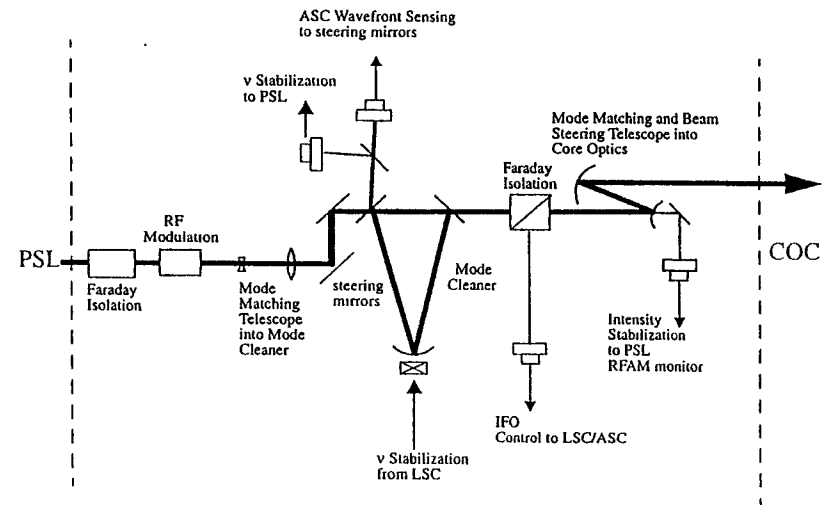 ASC Wavefront Sensing
to steering mirrors
ν Stabilization
to PSL
Mode Matching and Beam
Steering Telescope into
Core Optics
Faraday
Isolation
RF
Modulation
PSL
COC
Faraday
Isolation
Mode
Matching
Telescope
into Mode
Cleaner
steering
mirrors
Mode
Cleaner
Intensity
Stabilization
to PSL
RFAM monitor
IFO
Control to LSC/ASC
ν Stabilization
from LSC